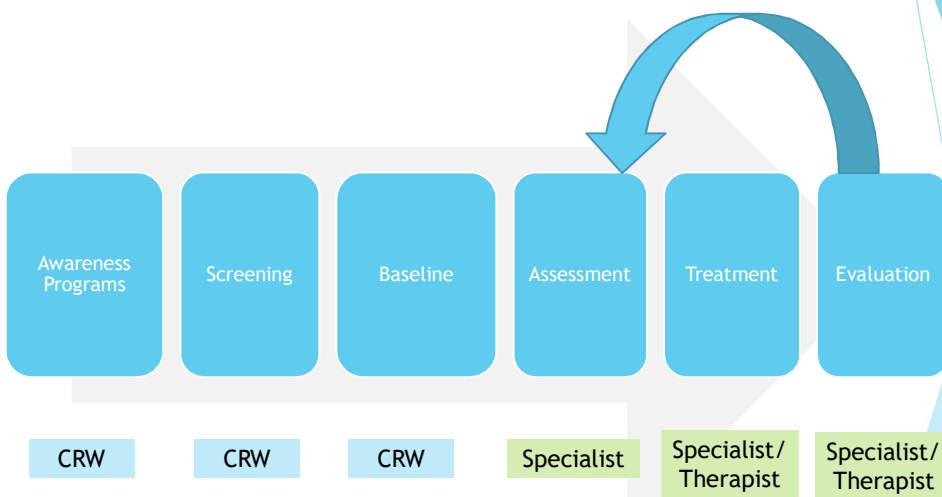 Awareness
Programs
Screening
Baseline
Assessment
Treatment
Evaluation
CRW
CRW
CRW
Specialist
Specialist/
Therapist
Specialist/
Therapist